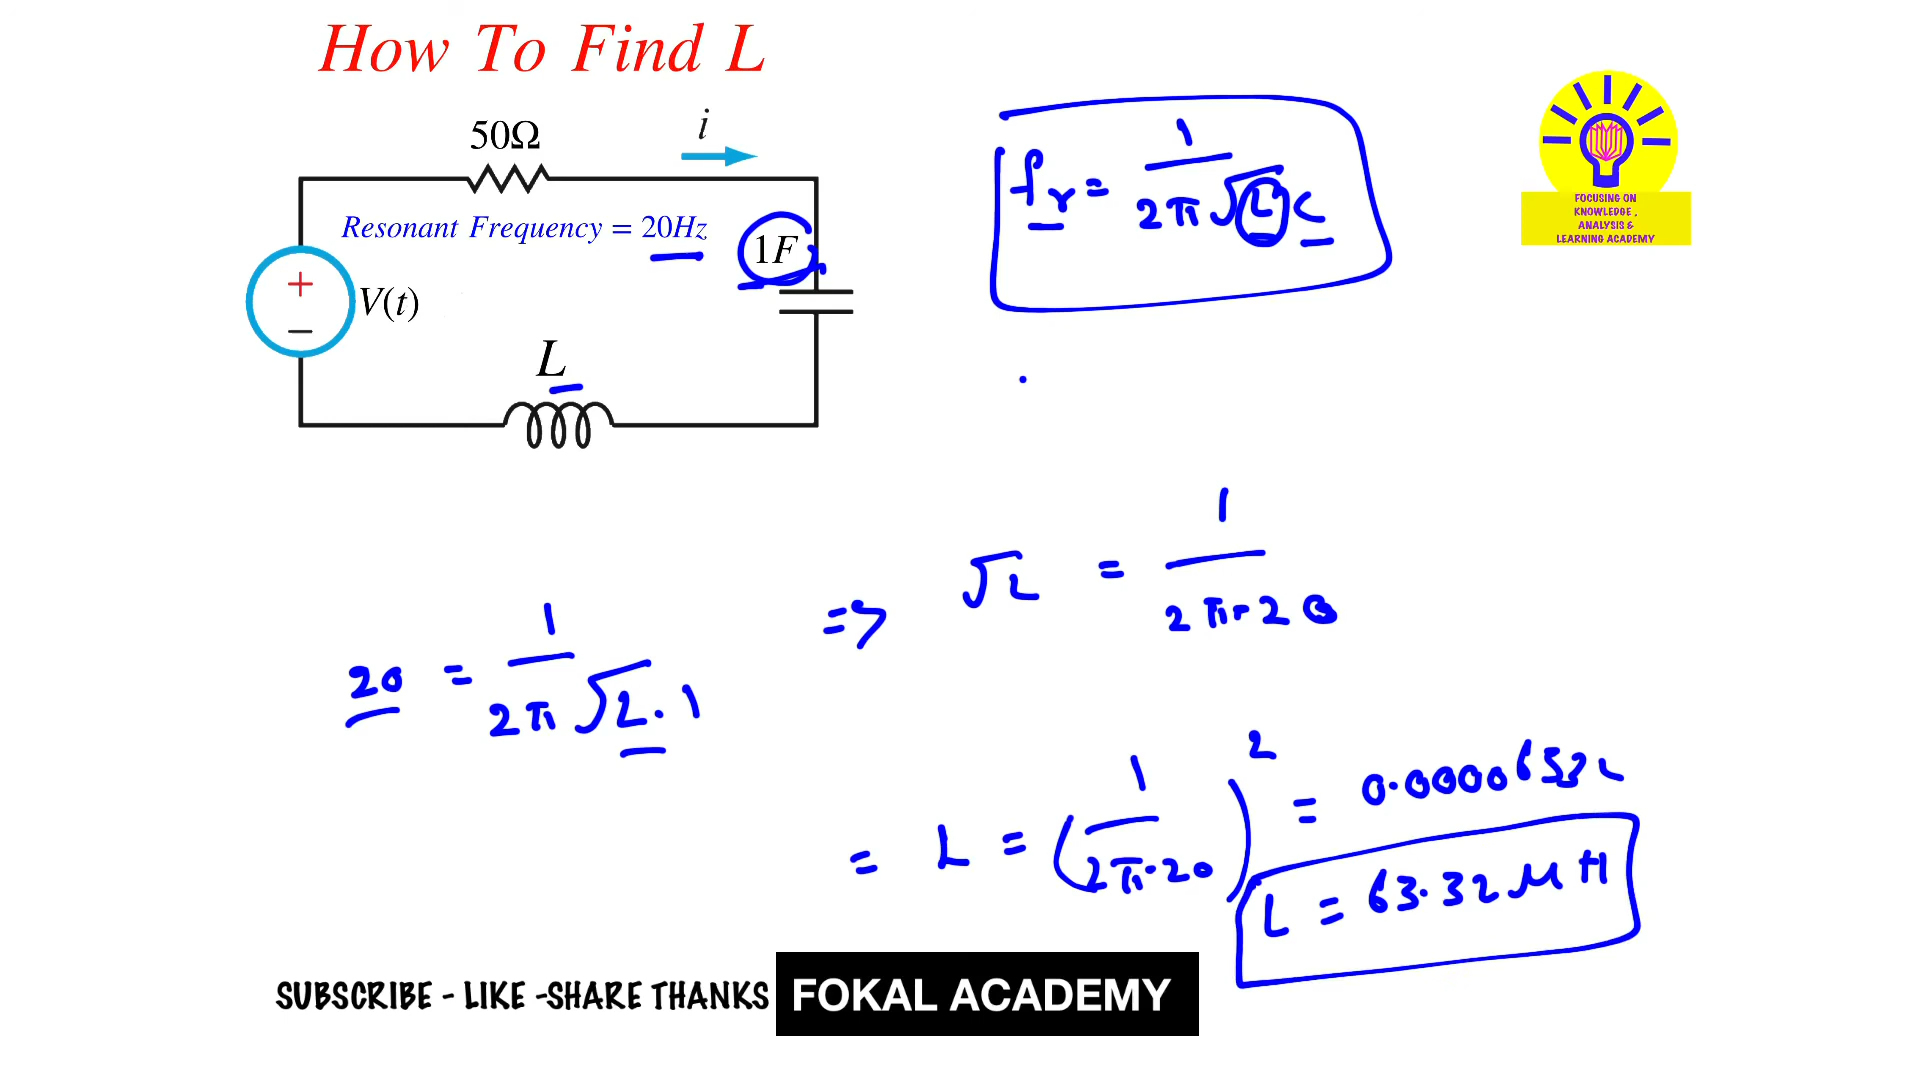 How To Find L
50Ω
i
Resonant Frequency = 20Hz
1F
+
−
V(t)
L
fr = 1 / 2π√LC
FOCUSING ON
KNOWLEDGE ,
ANALYSIS &
LEARNING ACADEMY
20 = 1 / 2π√L.1
=> √L = 1 / 2π·20
= L = (1 / 2π·20)² = 0.00006332
L = 63.32 μH
SUBSCRIBE - LIKE -SHARE THANKS
FOKAL ACADEMY